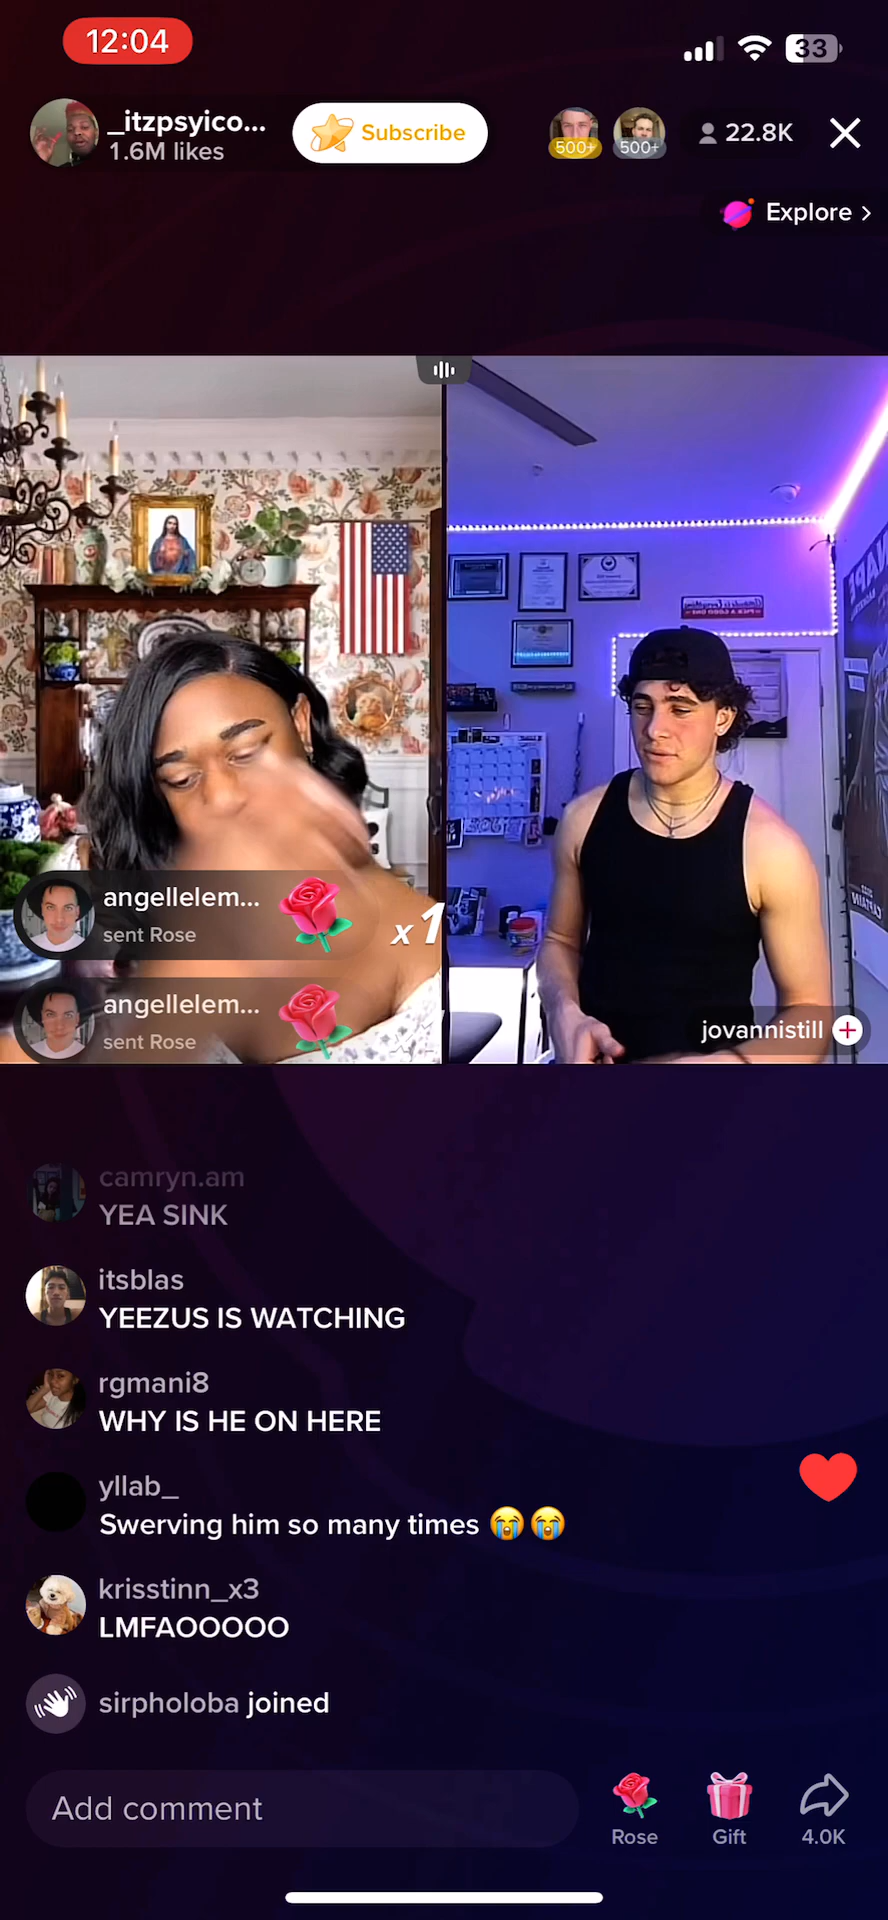 12:04
33
_itzpsyico...
1.6M likes
Subscribe
500+
500+
22.8K
Explore >
angellelem...
sent Rose
x1
angellelem...
sent Rose
jovannistill
camryn.am
YEA SINK
itsblas
YEEZUS IS WATCHING
rgmani8
WHY IS HE ON HERE
yllab_
Swerving him so many times 😭😭
krisstinn_x3
LMFAOOOOO
sirpholoba joined
Add comment
Rose
Gift
4.0K